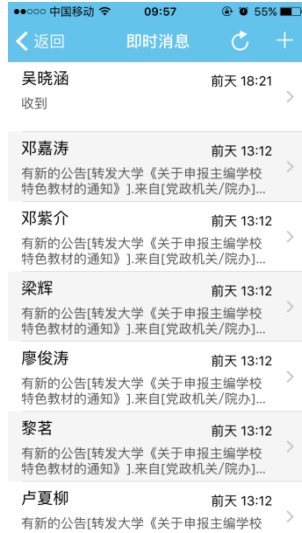 中国移动 09:57 55%
返回 即时消息
吴晓涵 前天 18:21
收到
邓嘉涛 前天 13:12
有新的公告[转发大学《关于申报主编学校
特色教材的通知》].来自[党政机关/院办]...
邓紫介 前天 13:12
有新的公告[转发大学《关于申报主编学校
特色教材的通知》].来自[党政机关/院办]...
梁辉 前天 13:12
有新的公告[转发大学《关于申报主编学校
特色教材的通知》].来自[党政机关/院办]...
廖俊涛 前天 13:12
有新的公告[转发大学《关于申报主编学校
特色教材的通知》].来自[党政机关/院办]...
黎茗 前天 13:12
有新的公告[转发大学《关于申报主编学校
特色教材的通知》].来自[党政机关/院办]...
卢夏柳 前天 13:12
有新的公告[转发大学《关于申报主编学校